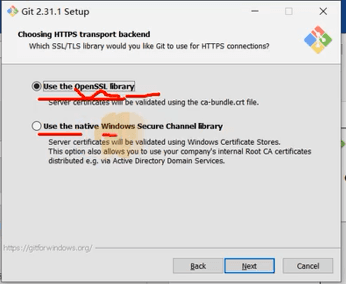 Git 2.31.1 Setup
Choosing HTTPS transport backend
Which SSL/TLS library would you like Git to use for HTTPS connections?
Use the OpenSSL library
Server certificates will be validated using the ca-bundle.crt file.
Use the native Windows Secure Channel library
Server certificates will be validated using Windows Certificate Stores.
This option also allows you to use your company's internal Root CA certificates
distributed e.g. via Active Directory Domain Services.
https://gitforwindows.org/
Back Next Cancel